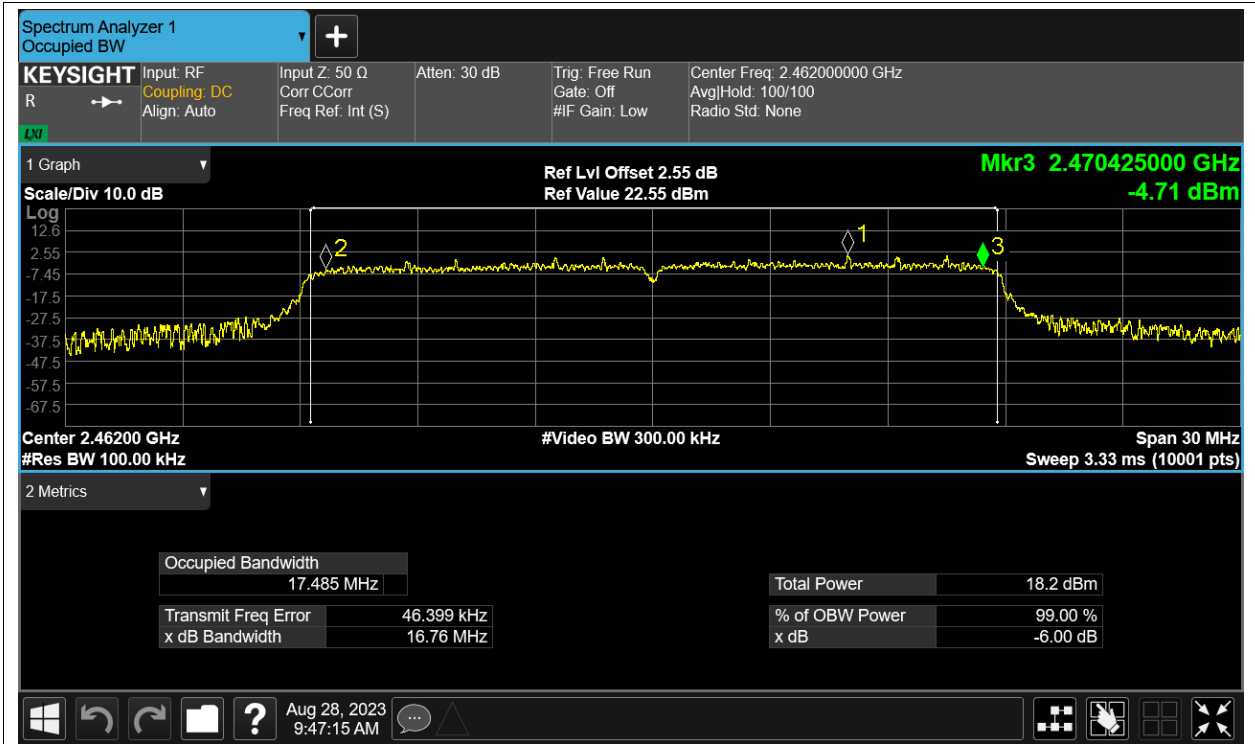 Spectrum Analyzer 1
Occupied BW
KEYSIGHT
R
LXI
Input: RF
Coupling: DC
Align: Auto
Input Z: 50 Ω
Corr CCorr
Freq Ref: Int (S)
Atten: 30 dB
Trig: Free Run
Gate: Off
#IF Gain: Low
Center Freq: 2.462000000 GHz
Avg|Hold: 100/100
Radio Std: None
1 Graph
Scale/Div 10.0 dB
Ref Lvl Offset 2.55 dB
Ref Value 22.55 dBm
Mkr3 2.470425000 GHz
-4.71 dBm
Log
12.6
2.55
-7.45
-17.5
-27.5
-37.5
-47.5
-57.5
-67.5
2
1
3
Center 2.46200 GHz
#Video BW 300.00 kHz
Span 30 MHz
#Res BW 100.00 kHz
Sweep 3.33 ms (10001 pts)
2 Metrics
Occupied Bandwidth
17.485 MHz
Transmit Freq Error 46.399 kHz
x dB Bandwidth 16.76 MHz
Total Power 18.2 dBm
% of OBW Power 99.00 %
x dB -6.00 dB
?
Aug 28, 2023
9:47:15 AM